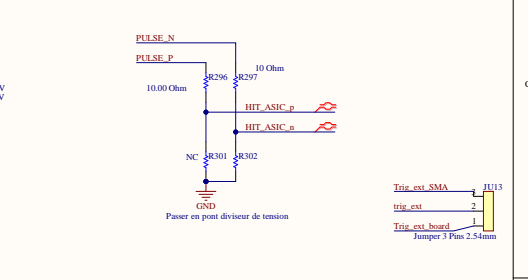 PULSE_N
PULSE_P
10 Ohm
R296
R297
10.00 Ohm
HIT_ASIC_p
HIT_ASIC_n
NC
R301
R302
GND
Passer en pont diviseur de tension
Trig_ext_SMA
JU13
trig_ext
2
Trig_ext_board
1
Jumper 3 Pins 2.54mm